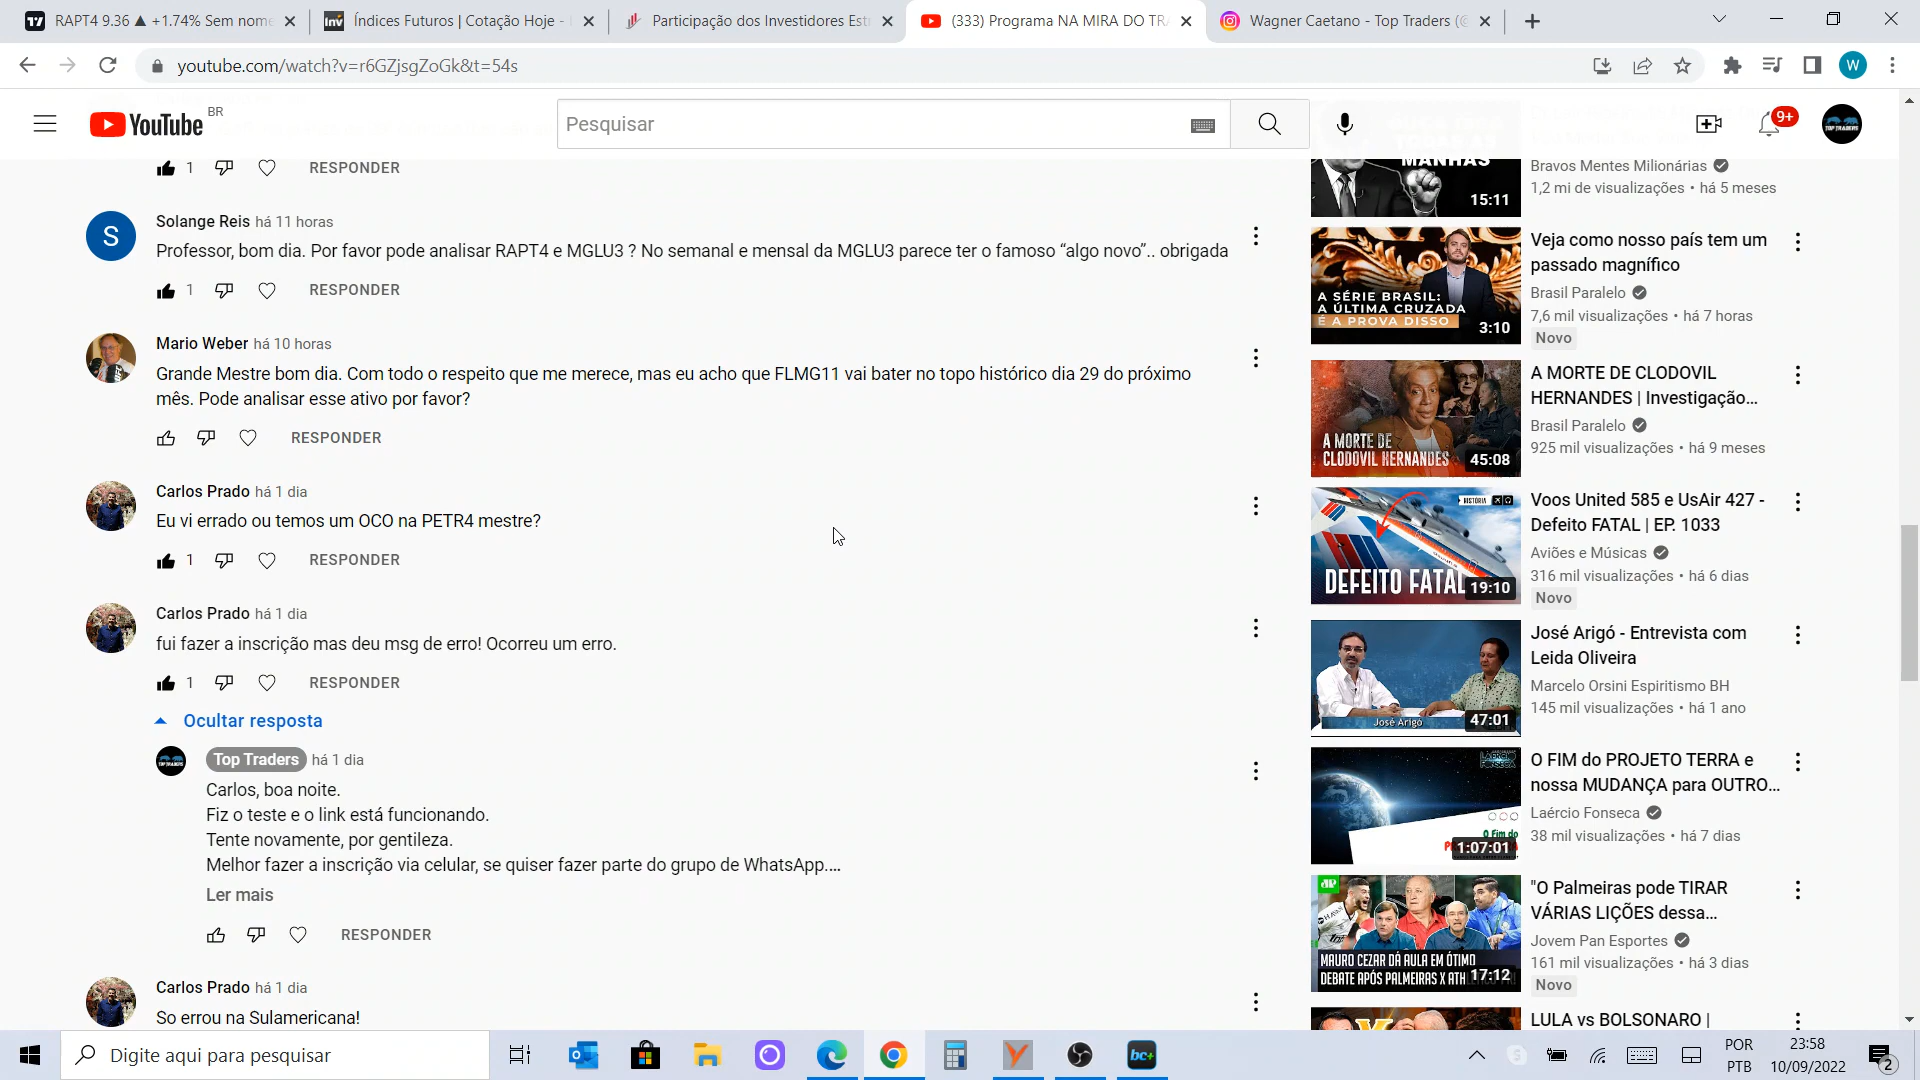 RAPT4 9.36 ▲ +1.74% Sem nome
Índices Futuros | Cotação Hoje -
Participação dos Investidores Est
(333) Programa NA MIRA DO TR
Wagner Caetano - Top Traders (@
youtube.com/watch?v=r6GZjsgZoGk&t=54s
W
YouTube BR
Pesquisar
9+
TOP TRADERS
1 RESPONDER
Solange Reis há 11 horas
Professor, bom dia. Por favor pode analisar RAPT4 e MGLU3 ? No semanal e mensal da MGLU3 parece ter o famoso “algo novo”.. obrigada
1 RESPONDER
Mario Weber há 10 horas
Grande Mestre bom dia. Com todo o respeito que me merece, mas eu acho que FLMG11 vai bater no topo histórico dia 29 do próximo
mês. Pode analisar esse ativo por favor?
RESPONDER
Carlos Prado há 1 dia
Eu vi errado ou temos um OCO na PETR4 mestre?
1 RESPONDER
Carlos Prado há 1 dia
fui fazer a inscrição mas deu msg de erro! Ocorreu um erro.
1 RESPONDER
Ocultar resposta
Top Traders há 1 dia
Carlos, boa noite.
Fiz o teste e o link está funcionando.
Tente novamente, por gentileza.
Melhor fazer a inscrição via celular, se quiser fazer parte do grupo de WhatsApp....
Ler mais
RESPONDER
Carlos Prado há 1 dia
So errou na Sulamericana!
MANHÃS
15:11
Bravos Mentes Milionárias
1,2 mi de visualizações • há 5 meses
A SÉRIE BRASIL:
A ÚLTIMA CRUZADA
É A PROVA DISSO
3:10
Veja como nosso país tem um
passado magnífico
Brasil Paralelo
7,6 mil visualizações • há 7 horas
Novo
A MORTE DE
CLODOVIL HERNANDES
45:08
A MORTE DE CLODOVIL
HERNANDES | Investigação...
Brasil Paralelo
925 mil visualizações • há 9 meses
HISTÓRIA
DEFEITO FATAL
19:10
Voos United 585 e UsAir 427 -
Defeito FATAL | EP. 1033
Aviões e Músicas
316 mil visualizações • há 6 dias
Novo
José Arigó
47:01
José Arigó - Entrevista com
Leida Oliveira
Marcelo Orsini Espiritismo BH
145 mil visualizações • há 1 ano
LAÉRCIO
FONSECA
O Fim do
1:07:01
O FIM do PROJETO TERRA e
nossa MUDANÇA para OUTRO...
Laércio Fonseca
38 mil visualizações • há 7 dias
JP
MAURO CEZAR DÁ AULA EM ÓTIMO
DEBATE APÓS PALMEIRAS X ATH
17:12
"O Palmeiras pode TIRAR
VÁRIAS LIÇÕES dessa...
Jovem Pan Esportes
161 mil visualizações • há 3 dias
Novo
LULA vs BOLSONARO |
Digite aqui para pesquisar
bc+
POR
PTB
23:58
10/09/2022
2